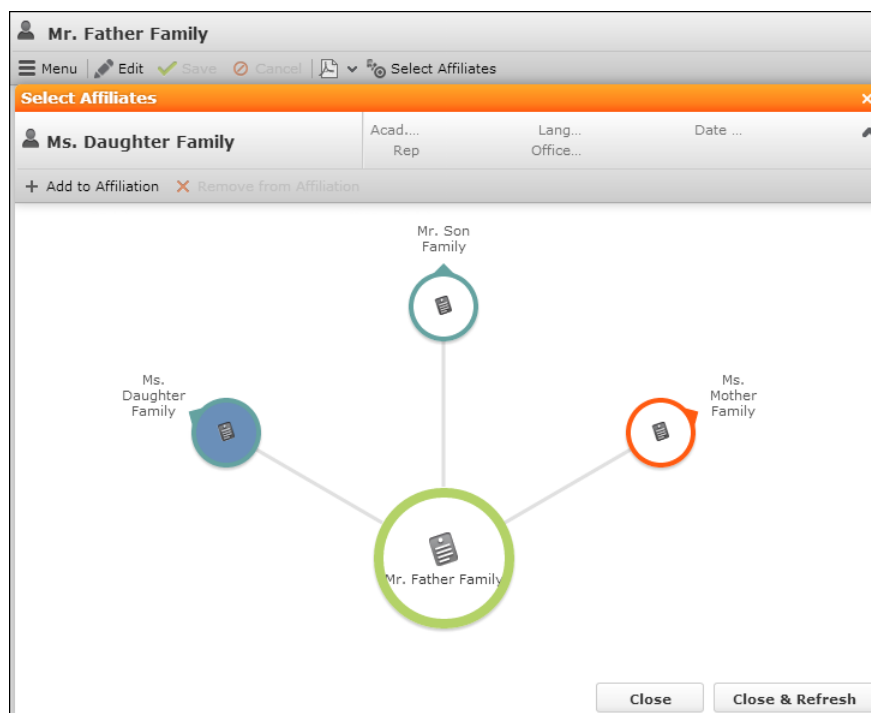 Mr. Father Family
Menu Edit Save Cancel Select Affiliates
Select Affiliates
Ms. Daughter Family
Acad.... Lang... Date ...
Rep Office...
+ Add to Affiliation Remove from Affiliation
Mr. Son
Family
Ms.
Daughter
Family
Ms.
Mother
Family
Mr. Father Family
Close Close & Refresh